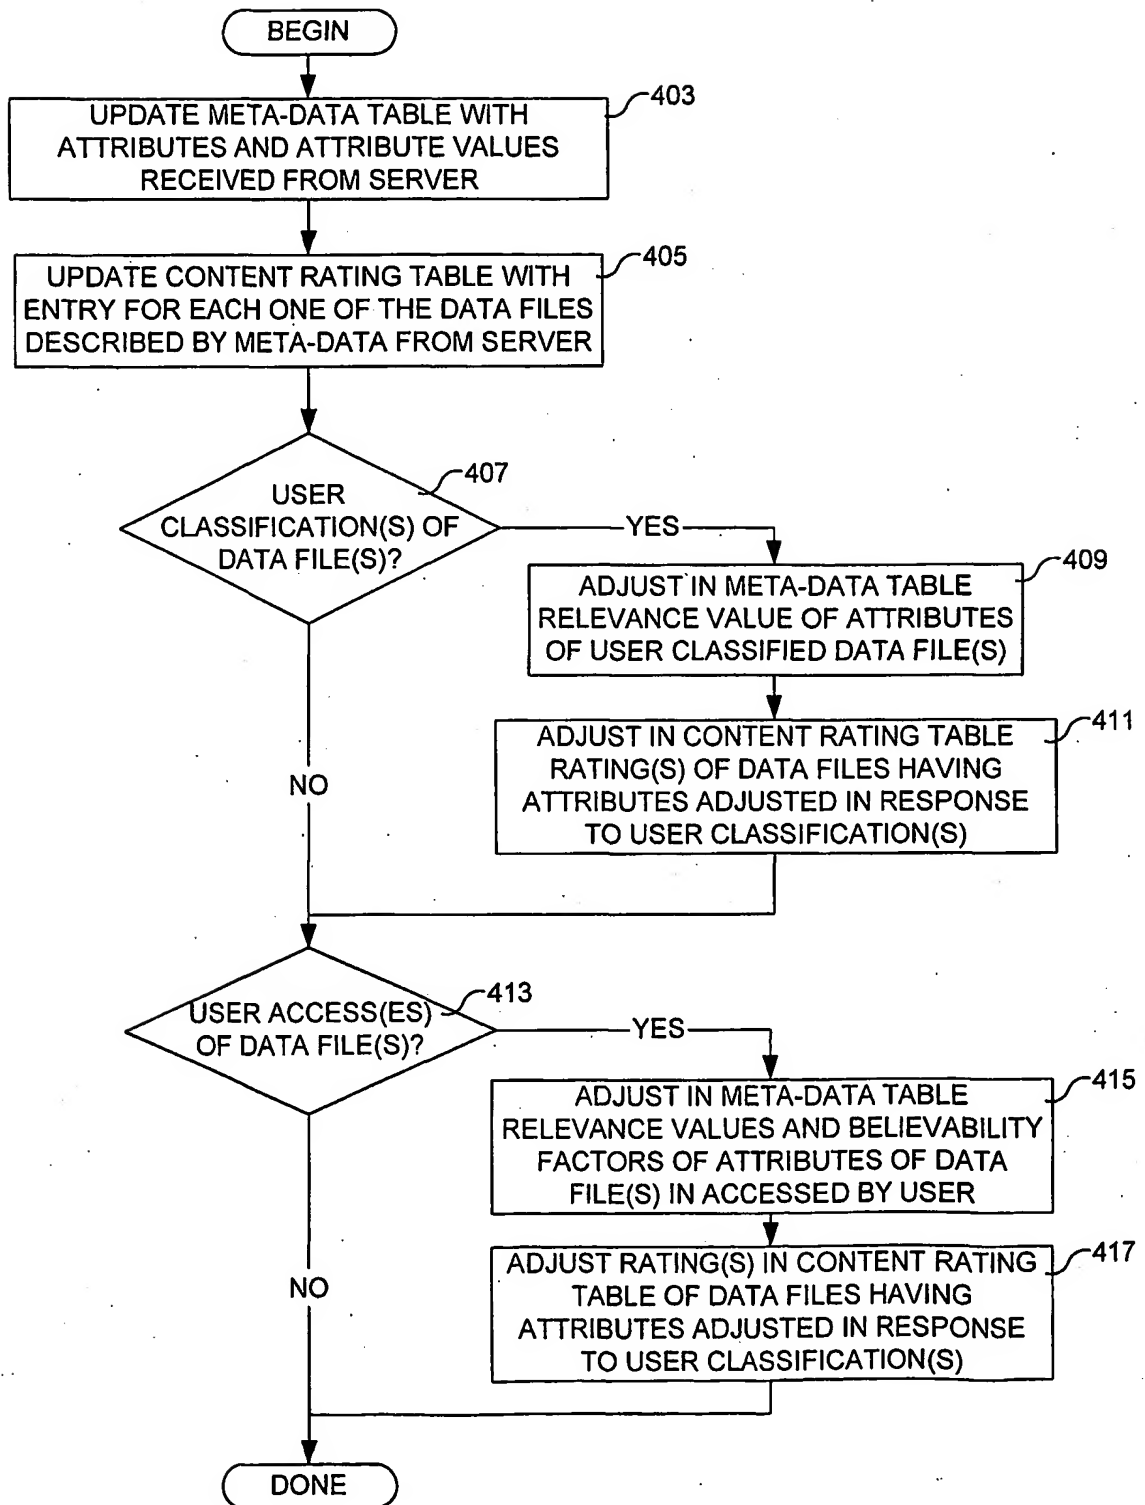 BEGIN
403
UPDATE META-DATA TABLE WITH
ATTRIBUTES AND ATTRIBUTE VALUES
RECEIVED FROM SERVER
405
UPDATE CONTENT RATING TABLE WITH
ENTRY FOR EACH ONE OF THE DATA FILES
DESCRIBED BY META-DATA FROM SERVER
407
USER
CLASSIFICATION(S) OF
DATA FILE(S)?
YES
409
ADJUST IN META-DATA TABLE
RELEVANCE VALUE OF ATTRIBUTES
OF USER CLASSIFIED DATA FILE(S)
411
ADJUST IN CONTENT RATING TABLE
RATING(S) OF DATA FILES HAVING
ATTRIBUTES ADJUSTED IN RESPONSE
TO USER CLASSIFICATION(S)
NO
413
USER ACCESS(ES)
OF DATA FILE(S)?
YES
415
ADJUST IN META-DATA TABLE
RELEVANCE VALUES AND BELIEVABILITY
FACTORS OF ATTRIBUTES OF DATA
FILE(S) IN ACCESSED BY USER
417
ADJUST RATING(S) IN CONTENT RATING
TABLE OF DATA FILES HAVING
ATTRIBUTES ADJUSTED IN RESPONSE
TO USER CLASSIFICATION(S)
NO
DONE